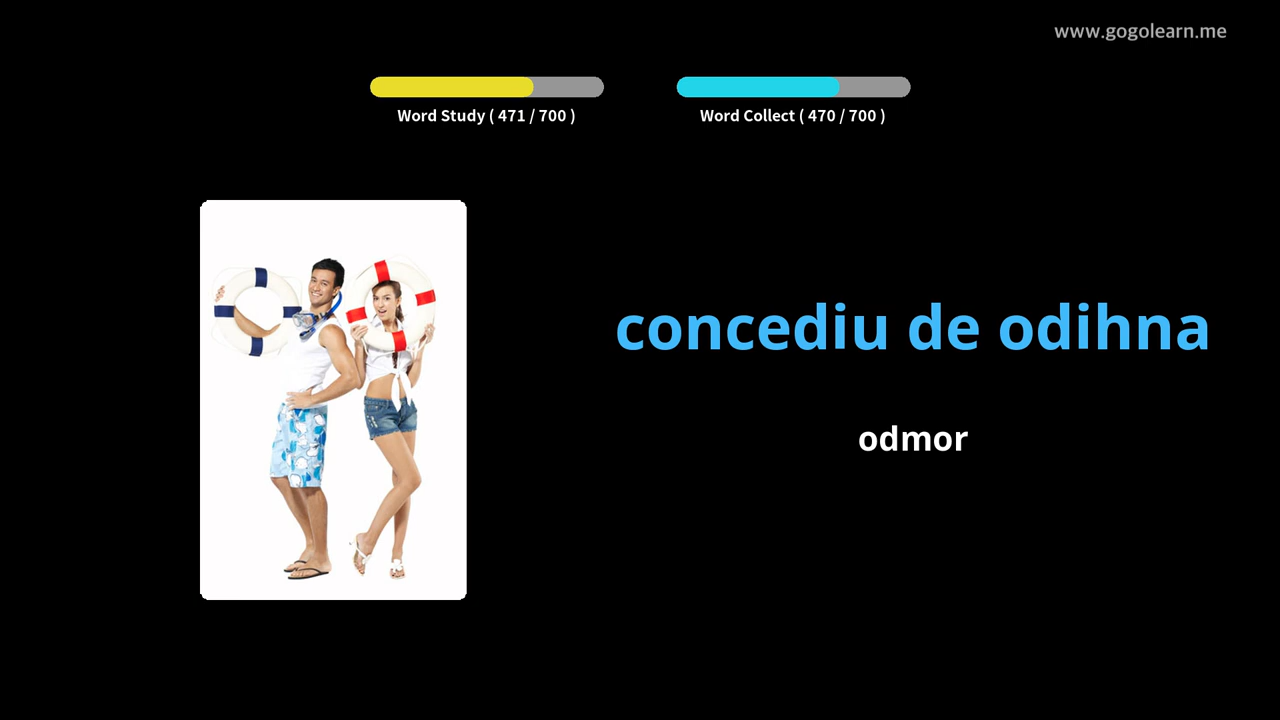 www.gogolearn.me
Word Study ( 471 / 700 )
Word Collect ( 470 / 700 )
concediu de odihna
odmor